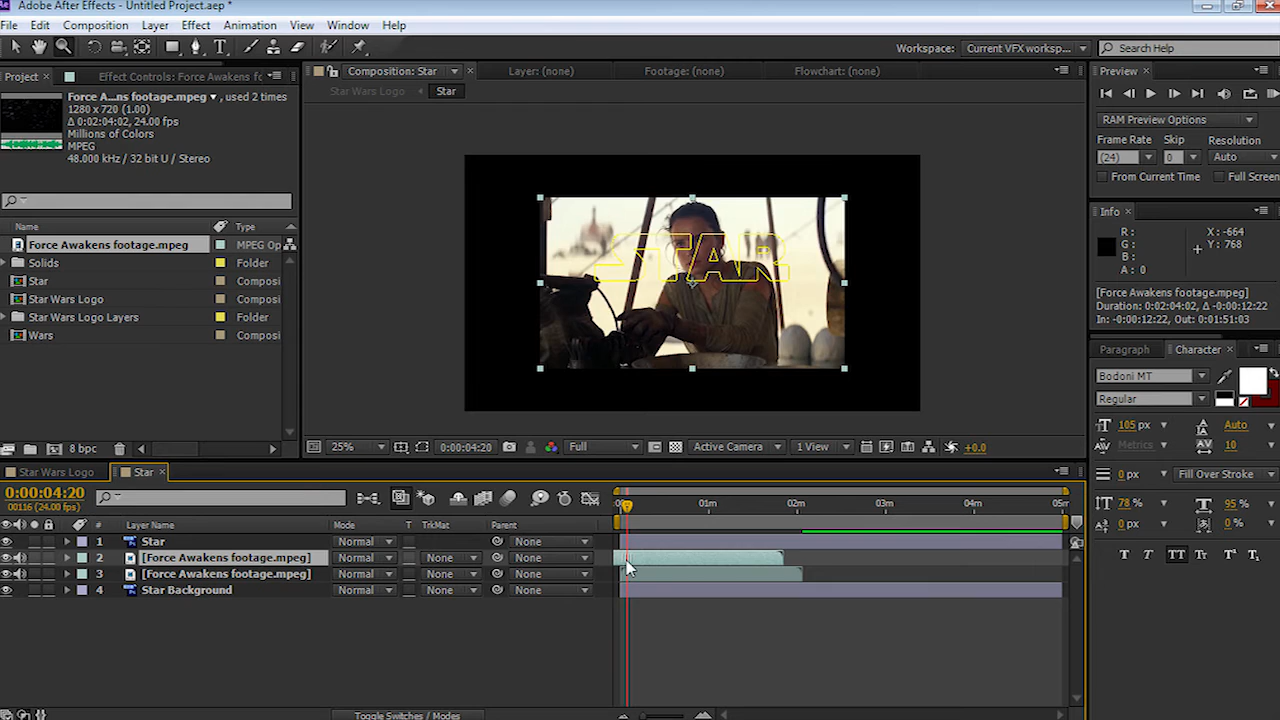 Adobe After Effects - Untitled Project.aep *
File Edit Composition Layer Effect Animation View Window Help
Workspace: Current VFX worksp... Search Help
Project Effect Controls: Force Awakens fo
Composition: Star Layer: (none) Footage: (none) Flowchart: (none)
Preview
Star Wars Logo Star
Force A...ns footage.mpeg , used 2 times
1280 x 720 (1.00)
Δ 0:02:04:02, 24.00 fps
Millions of Colors
MPEG
48.000 kHz / 32 bit U / Stereo
RAM Preview Options
Frame Rate Skip Resolution
(24) 0 Auto
From Current Time Full Screen
Name Type
Force Awakens footage.mpeg MPEG
Solids Folder
Star Composi
Star Wars Logo Composi
Star Wars Logo Layers Folder
Wars Composi
STAR
Info
R: X: -664
G: Y: 768
B:
A: 0
[Force Awakens footage.mpeg]
Duration: 0:02:04:02, Δ -0:00:12:22
In: -0:00:12:22, Out: 0:01:51:03
Paragraph Character
Bodoni MT
Regular
105 px Auto
Metrics 10
0 px Fill Over Stroke
78 % 95 %
0 px 0 %
T T TT Tr T¹ T₁
8 bpc
25% 0:00:04:20 Full Active Camera 1 View +0.0
Star Wars Logo Star
0:00:04:20
00116 (24.00 fps)
01m 02m 03m 04m 05m
# Layer Name Mode T TrkMat Parent
1 Star Normal None
2 [Force Awakens footage.mpeg] Normal None None
3 [Force Awakens footage.mpeg] Normal None None
4 Star Background Normal None None
Toggle Switches / Modes